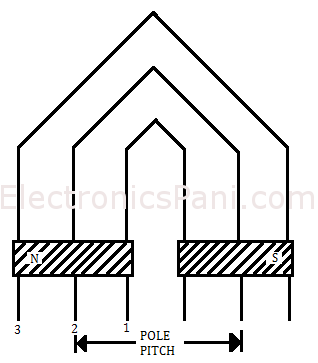 ElectronicsPani.com
N S
3 2 1
POLE
PITCH